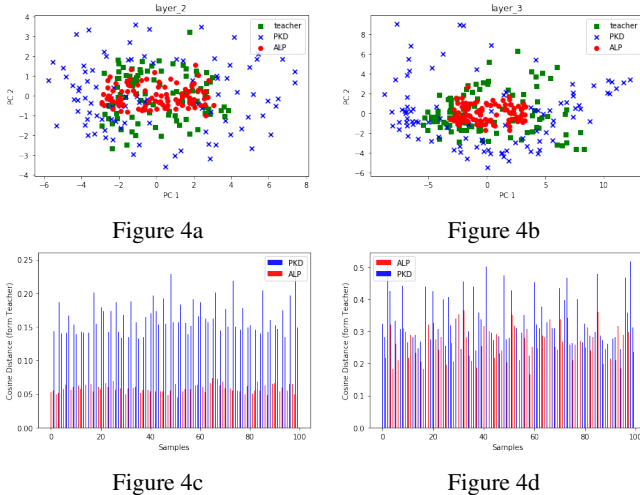 layer_2
4
3
2
1
0
−1
−2
−3
−4
PC 2
−6
−4
−2
0
2
4
6
8
PC 1
teacher
PKD
ALP
Figure 4a
layer_3
8
6
4
2
0
−2
−4
−6
PC 2
−5
0
5
10
PC 1
teacher
PKD
ALP
Figure 4b
0.25
0.20
0.15
0.10
0.05
0.00
Cosine Distance (form Teacher)
0
20
40
60
80
100
Samples
PKD
ALP
Figure 4c
0.5
0.4
0.3
0.2
0.1
0.0
Cosine Distance (form Teacher)
0
20
40
60
80
100
Samples
ALP
PKD
Figure 4d